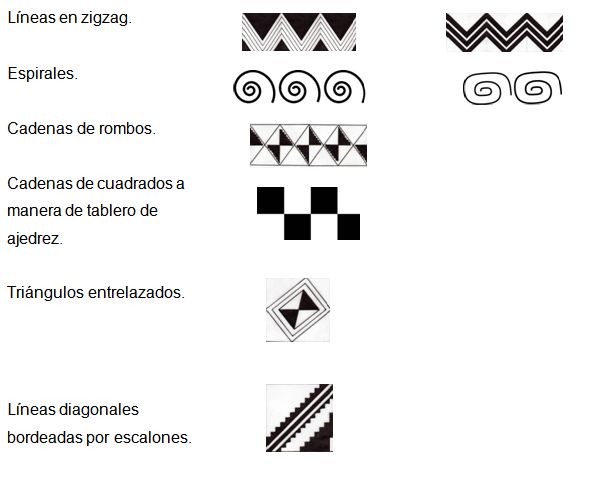 Líneas en zigzag.
Espirales.
Cadenas de rombos.
Cadenas de cuadrados a
manera de tablero de
ajedrez.
Triángulos entrelazados.
Líneas diagonales
bordeadas por escalones.